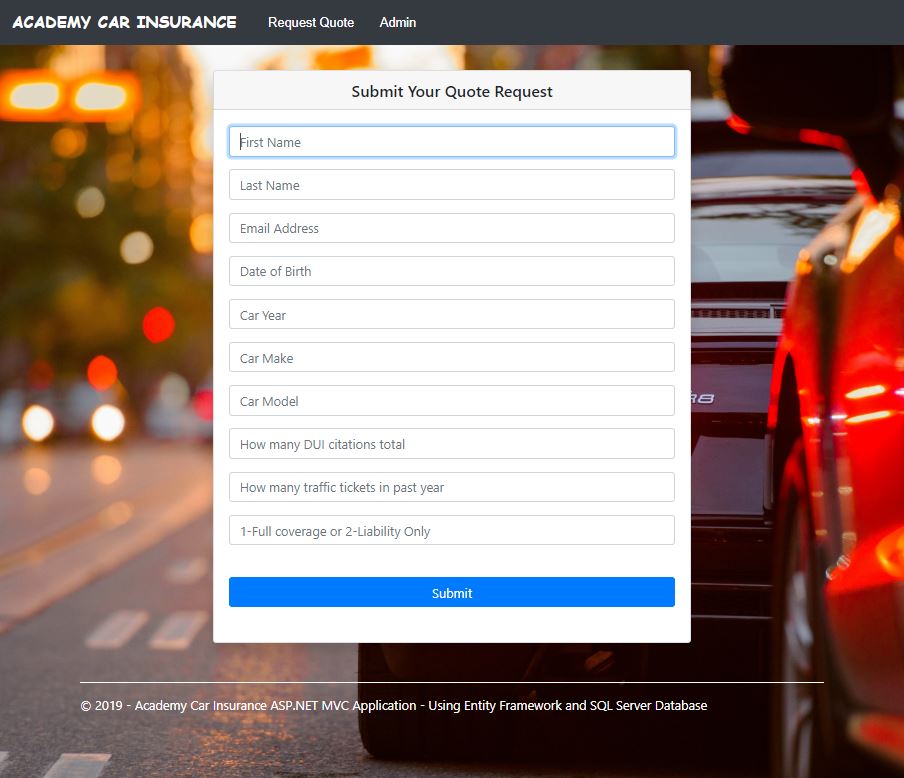 ACADEMY CAR INSURANCE Request Quote Admin
Submit Your Quote Request
First Name
Last Name
Email Address
Date of Birth
Car Year
Car Make
Car Model
How many DUI citations total
How many traffic tickets in past year
1-Full coverage or 2-Liability Only
Submit
© 2019 - Academy Car Insurance ASP.NET MVC Application - Using Entity Framework and SQL Server Database